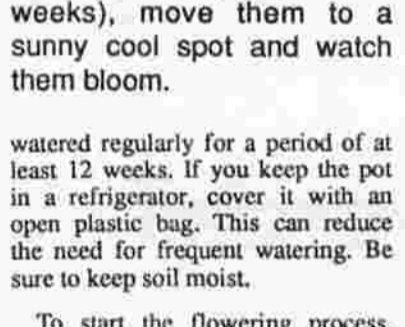 weeks), move them to a
sunny cool spot and watch
them bloom.
watered regularly for a period of at
least 12 weeks. If you keep the pot
in a refrigerator, cover it with an
open plastic bag. This can reduce
the need for frequent watering. Be
sure to keep soil moist.
To start the flowering process,